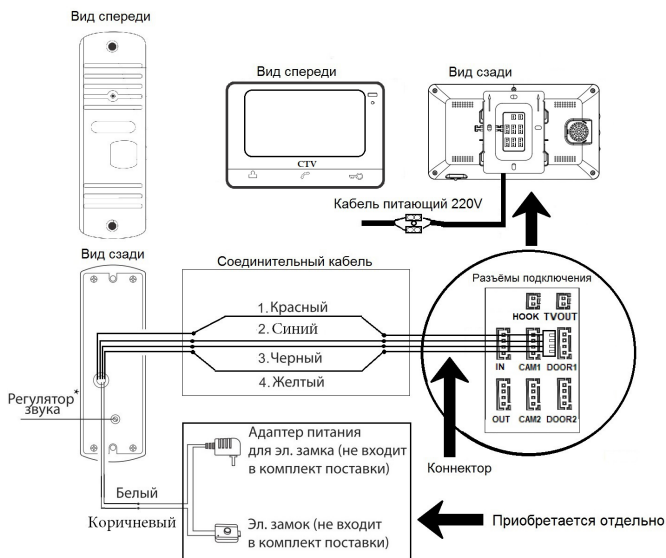 Вид спереди
Вид спереди
Вид сзади
CTV
Кабель питающий 220V
Вид сзади
Соединительный кабель
Разъёмы подключения
1. Красный
2. Синий
3. Черный
4. Желтый
HOOK TVOUT
IN CAM1 DOOR1
OUT CAM2 DOOR2
Регулятор*
звука
Коннектор
Адаптер питания
для эл. замка (не входит
в комплект поставки)
Белый
Коричневый
Эл. замок (не входит
в комплект поставки)
Приобретается отдельно